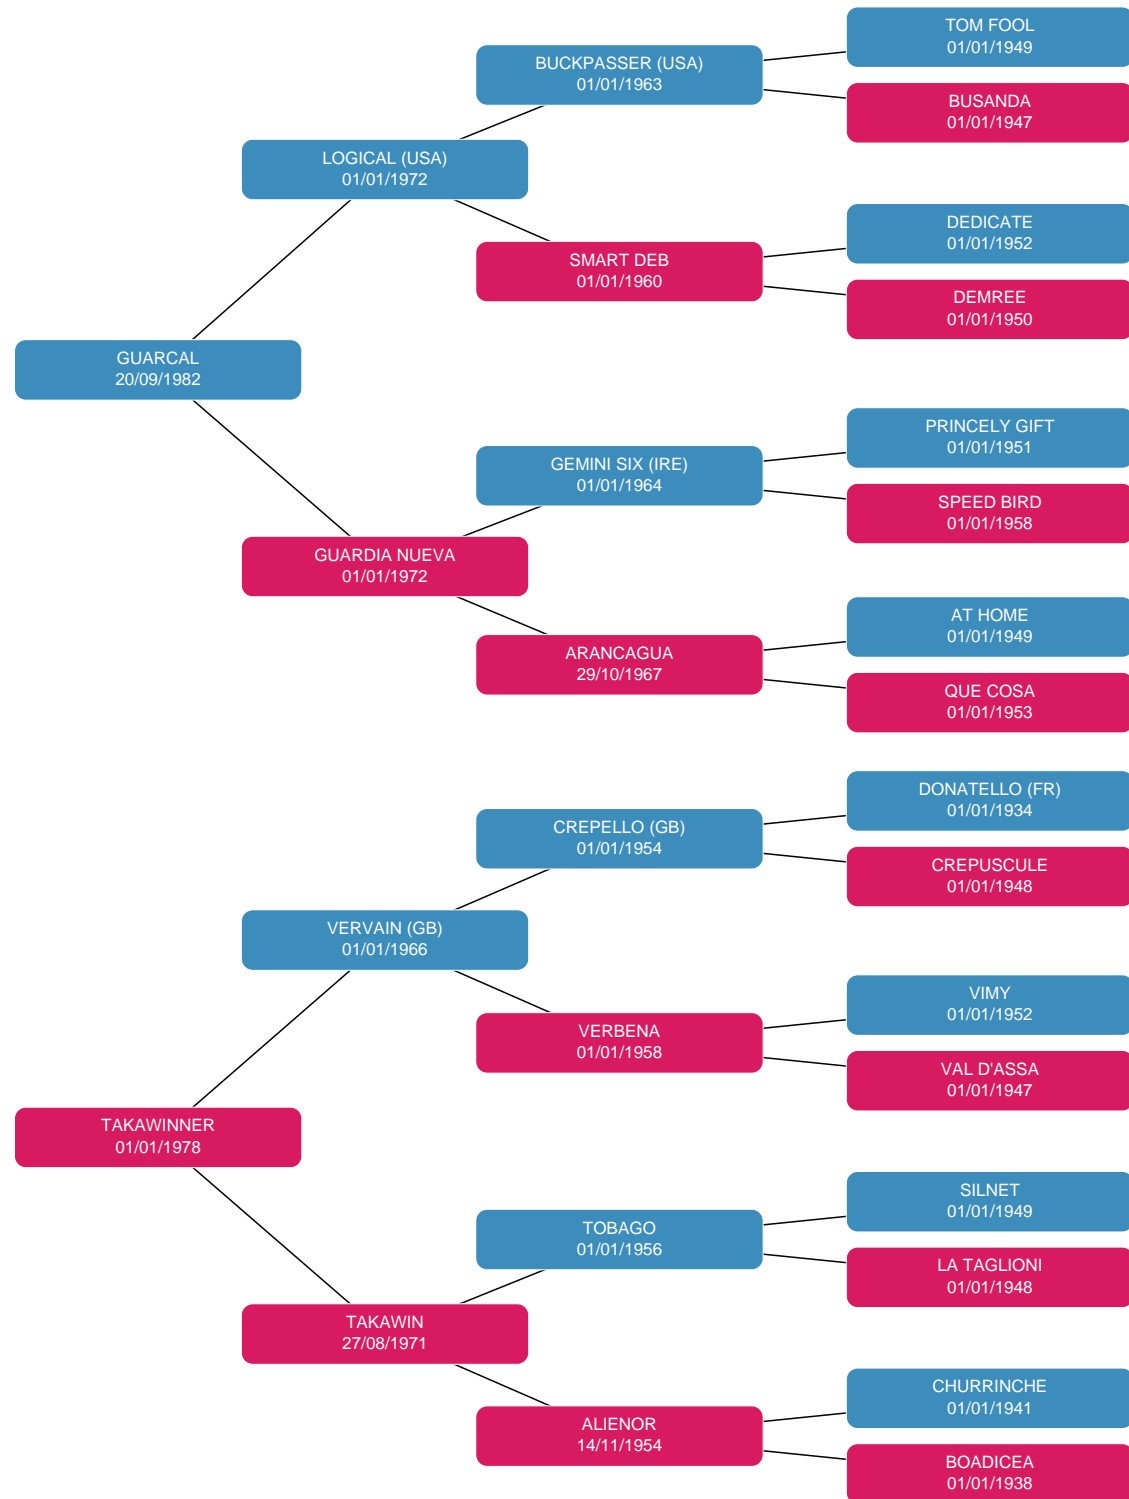 TOM FOOL
01/01/1949
BUCKPASSER (USA)
01/01/1963
BUSANDA
01/01/1947
LOGICAL (USA)
01/01/1972
DEDICATE
01/01/1952
SMART DEB
01/01/1960
DEMREE
01/01/1950
GUARCAL
20/09/1982
PRINCELY GIFT
01/01/1951
GEMINI SIX (IRE)
01/01/1964
SPEED BIRD
01/01/1958
GUARDIA NUEVA
01/01/1972
AT HOME
01/01/1949
ARANCAGUA
29/10/1967
QUE COSA
01/01/1953
DONATELLO (FR)
01/01/1934
CREPELLO (GB)
01/01/1954
CREPUSCULE
01/01/1948
VERVAIN (GB)
01/01/1966
VIMY
01/01/1952
VERBENA
01/01/1958
VAL D'ASSA
01/01/1947
TAKAWINNER
01/01/1978
SILNET
01/01/1949
TOBAGO
01/01/1956
LA TAGLIONI
01/01/1948
TAKAWIN
27/08/1971
CHURRINCHE
01/01/1941
ALIENOR
14/11/1954
BOADICEA
01/01/1938